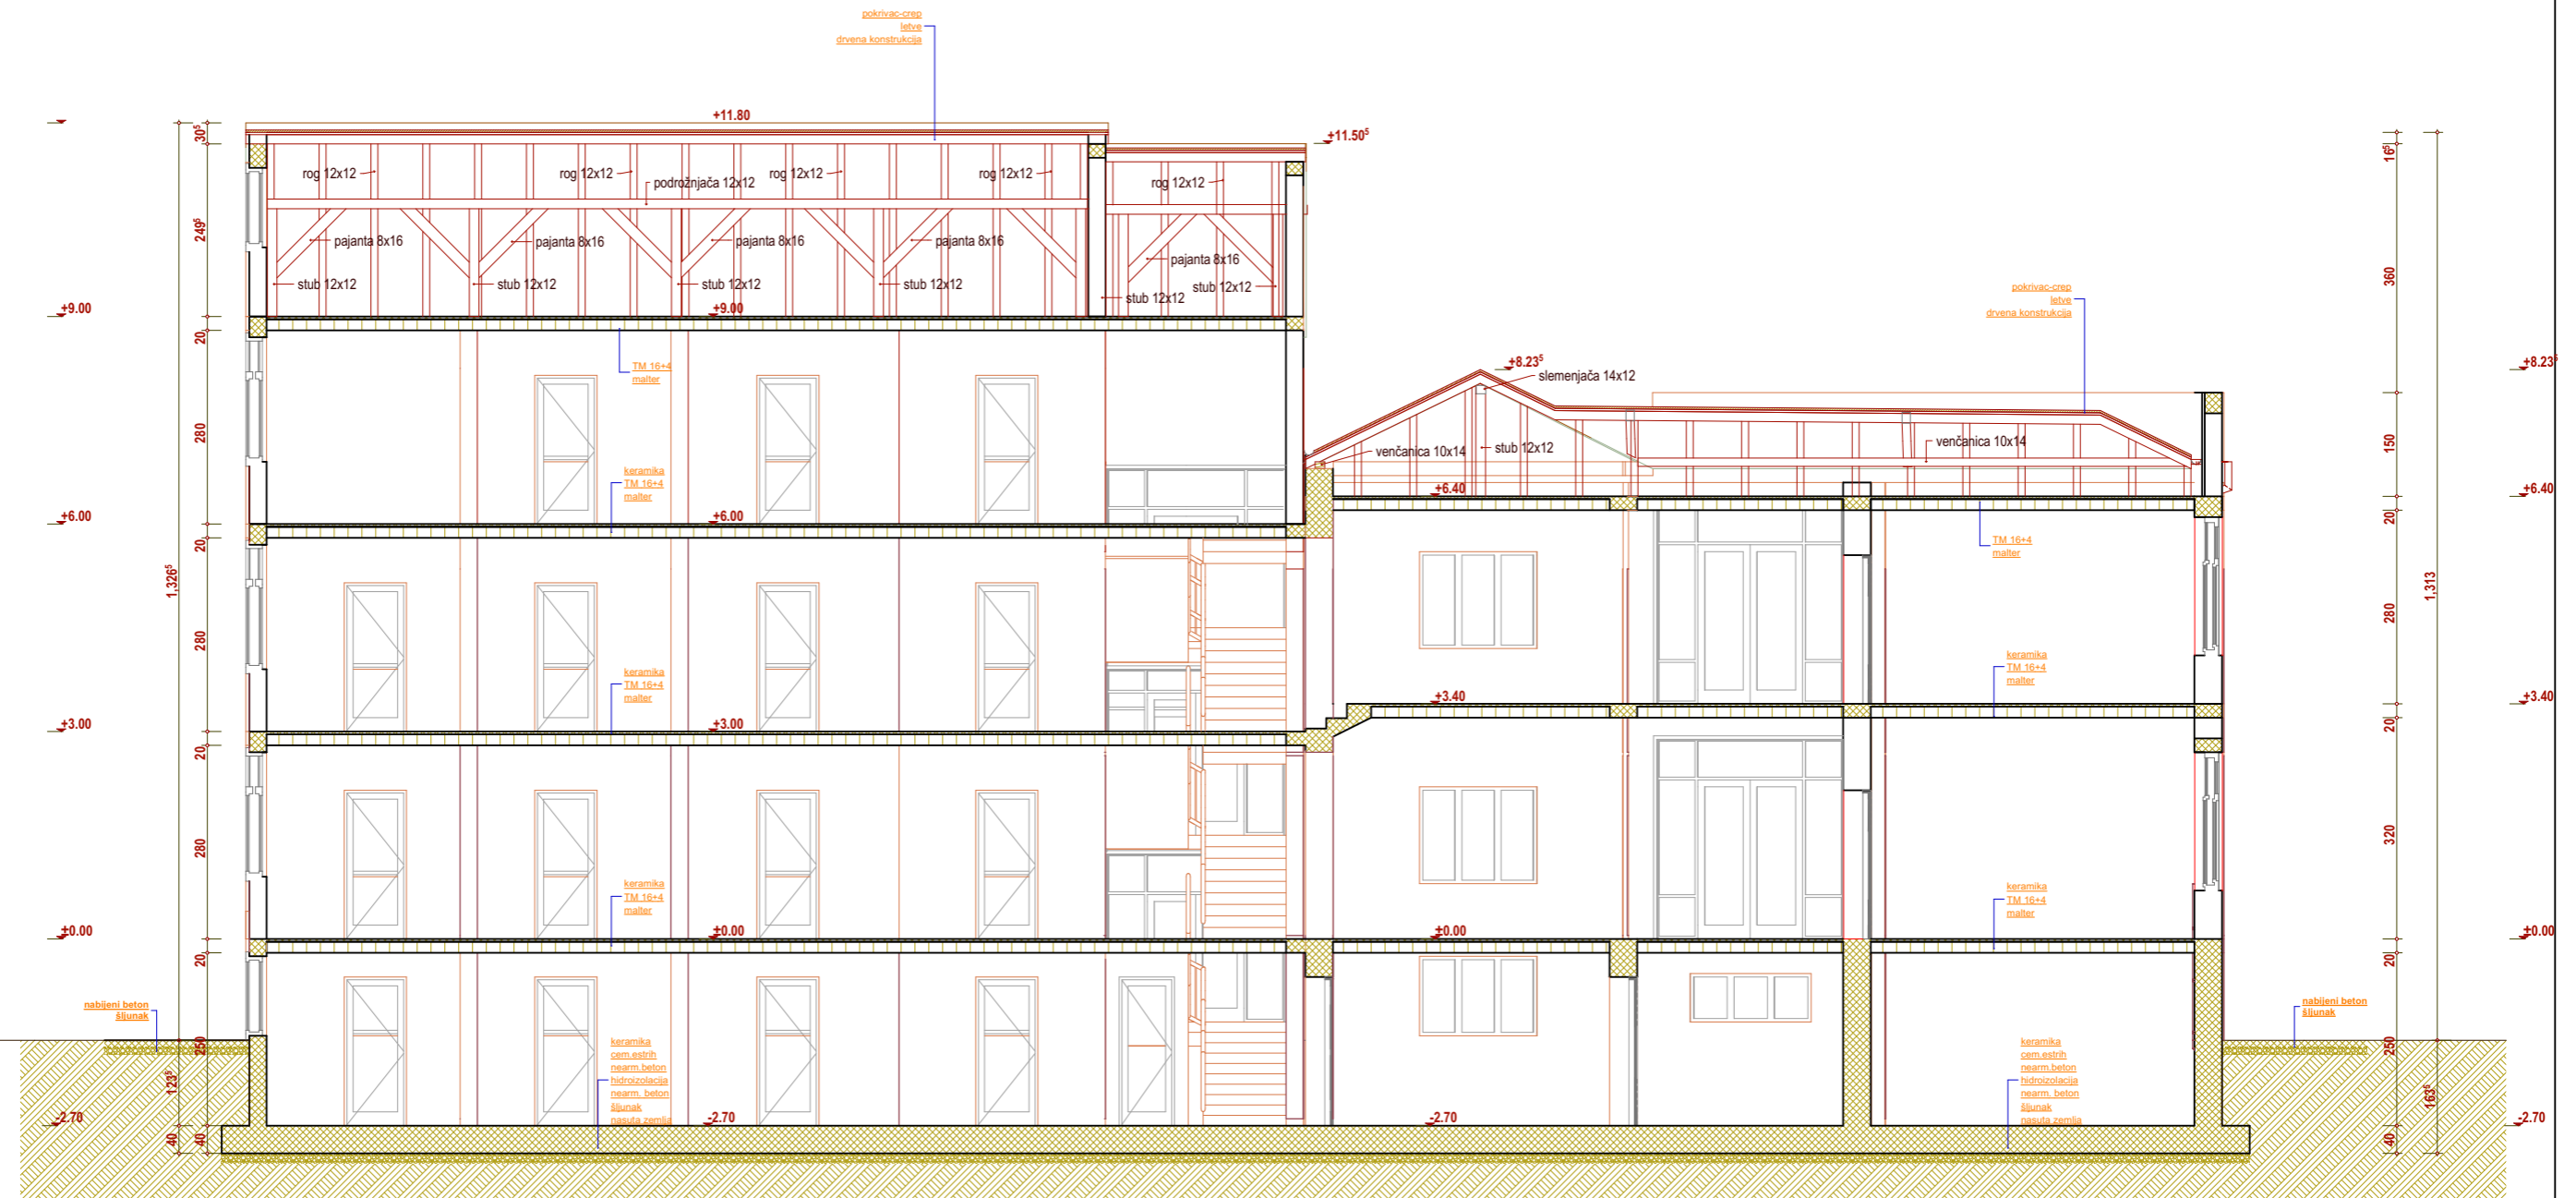 pokrivac-crep
letve
drvena konstrukcija
+11.80
+11.50⁵
30⁵
16⁵
rog 12x12
rog 12x12
rog 12x12
rog 12x12
podrožnjača 12x12
rog 12x12
249⁵
pajanta 8x16
pajanta 8x16
pajanta 8x16
pajanta 8x16
pajanta 8x16
stub 12x12
stub 12x12
stub 12x12
stub 12x12
stub 12x12
stub 12x12
360
pokrivac-crep
letve
drvena konstrukcija
+9.00
+9.00
20
TM 16+4
malter
+8.23⁵
slemenjača 14x12
+8.23⁵
280
venčanica 10x14
stub 12x12
venčanica 10x14
150
keramika
TM 16+4
malter
+6.40
+6.40
+6.00
+6.00
20
20
TM 16+4
malter
1,326⁵
1,313
280
280
keramika
TM 16+4
malter
keramika
TM 16+4
malter
+3.40
+3.40
+3.00
+3.00
20
20
280
320
keramika
TM 16+4
malter
keramika
TM 16+4
malter
±0.00
±0.00
±0.00
±0.00
20
20
nabijeni beton
šljunak
nabijeni beton
šljunak
250
250
keramika
cem.estrih
nearm.beton
hidroizolacija
nearm. beton
šljunak
nasuta zemlja
keramika
cem.estrih
nearm.beton
hidroizolacija
nearm. beton
šljunak
nasuta zemlja
123⁵
163⁵
-2.70
-2.70
-2.70
-2.70
40
40
40